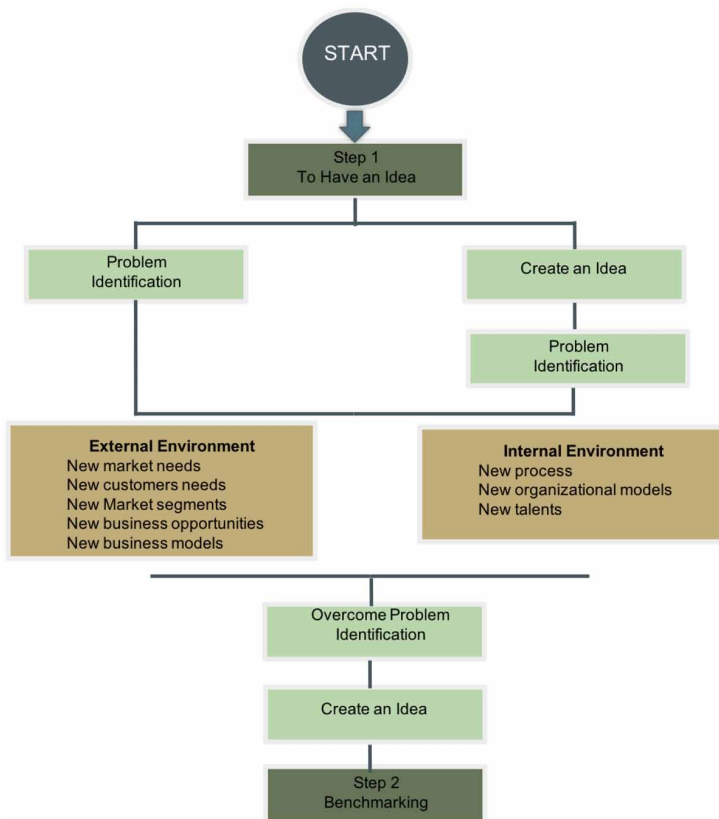 START
Step 1
To Have an Idea
Problem
Identification
Create an Idea
Problem
Identification
External Environment
New market needs
New customers needs
New Market segments
New business opportunities
New business models
Internal Environment
New process
New organizational models
New talents
Overcome Problem
Identification
Create an Idea
Step 2
Benchmarking